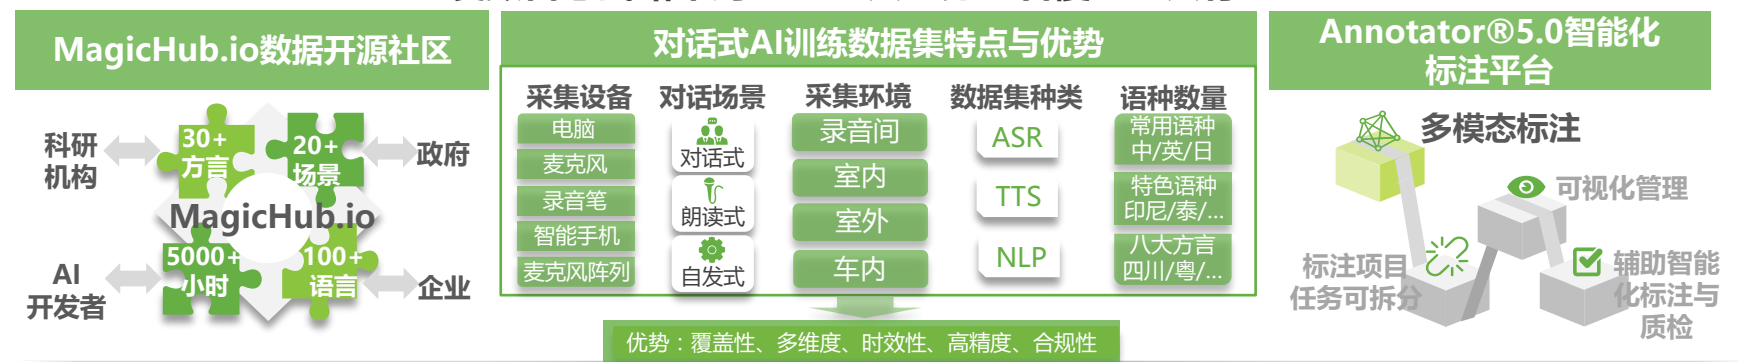 MagicHub.io数据开源社区
科研
机构
AI
开发者
30+
方言
20+
场景
MagicHub.io
5000+
小时
100+
语言
政府
企业
对话式AI训练数据集特点与优势
采集设备
电脑
麦克风
录音笔
智能手机
麦克风阵列
对话场景
对话式
朗读式
自发式
采集环境
录音间
室内
室外
车内
数据集种类
ASR
TTS
NLP
语种数量
常用语种
中/英/日
特色语种
印尼/泰/...
八大方言
四川/粤/...
优势：覆盖性、多维度、时效性、高精度、合规性
Annotator®5.0智能化
标注平台
多模态标注
可视化管理
标注项目
任务可拆分
辅助智能
化标注与
质检